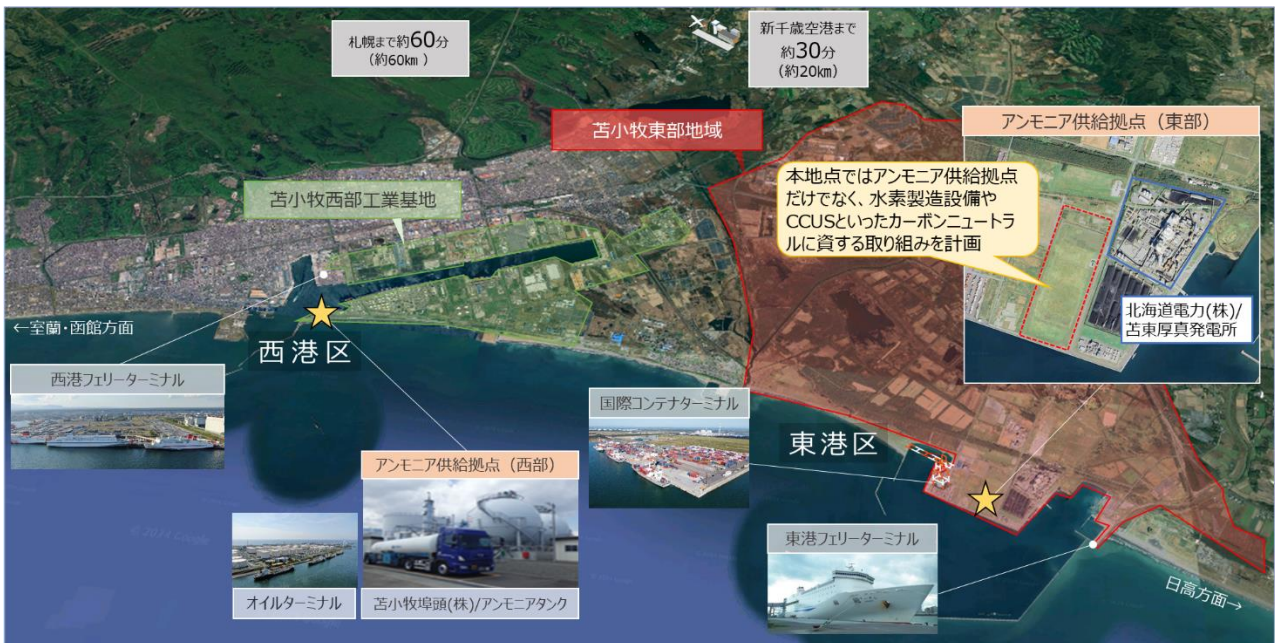 札幌まで約60分
（約60km ）
新千歳空港まで
約30分
（約20km）
苫小牧東部地域
アンモニア供給拠点（東部）
本地点ではアンモニア供給拠点
だけでなく、水素製造設備や
CCUSといったカーボンニュートラ
ルに資する取り組みを計画
苫小牧西部工業基地
北海道電力(株)/
苫東厚真発電所
←室蘭・函館方面
西港区
西港フェリーターミナル
国際コンテナターミナル
東港区
アンモニア供給拠点（西部）
オイルターミナル
苫小牧埠頭(株)/アンモニアタンク
東港フェリーターミナル
日高方面→
© 2024 Google